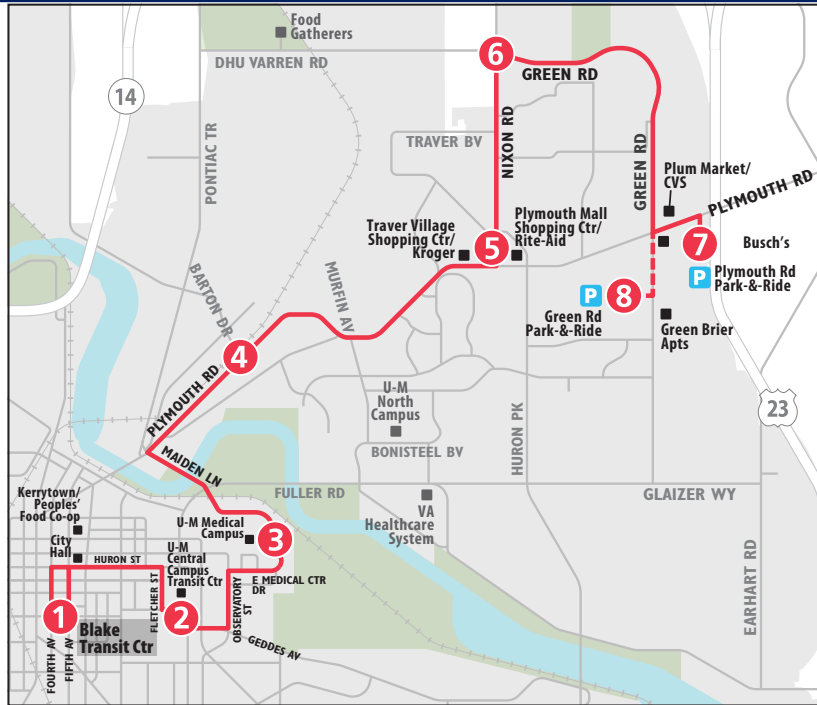 Food
Gatherers
DHU VARREN RD
6
GREEN RD
14
PONTIAC TR
TRAVER BV
NIXON RD
GREEN RD
Plum Market/
CVS
PLYMOUTH RD
Traver Village
Shopping Ctr/
Kroger
5
Plymouth Mall
Shopping Ctr/
Rite-Aid
7
Busch's
P
Plymouth Rd
Park-&-Ride
P
8
Green Rd
Park-&-Ride
Green Brier
Apts
BARTON DR
MURFIN AV
4
PLYMOUTH RD
U-M
North
Campus
HURON PK
23
BONISTEEL BV
MAIDEN LN
FULLER RD
GLAIZER WY
Kerrytown/
Peoples'
Food Co-op
U-M Medical
Campus
3
VA
Healthcare
System
City
Hall
HURON ST
U-M
Central
Campus
Transit Ctr
E MEDICAL CTR
DR
EARHART RD
FLETCHER ST
OBSERVATORY
ST
1
2
Blake
Transit Ctr
GEDDES AV
FOURTH AV
FIFTH AV